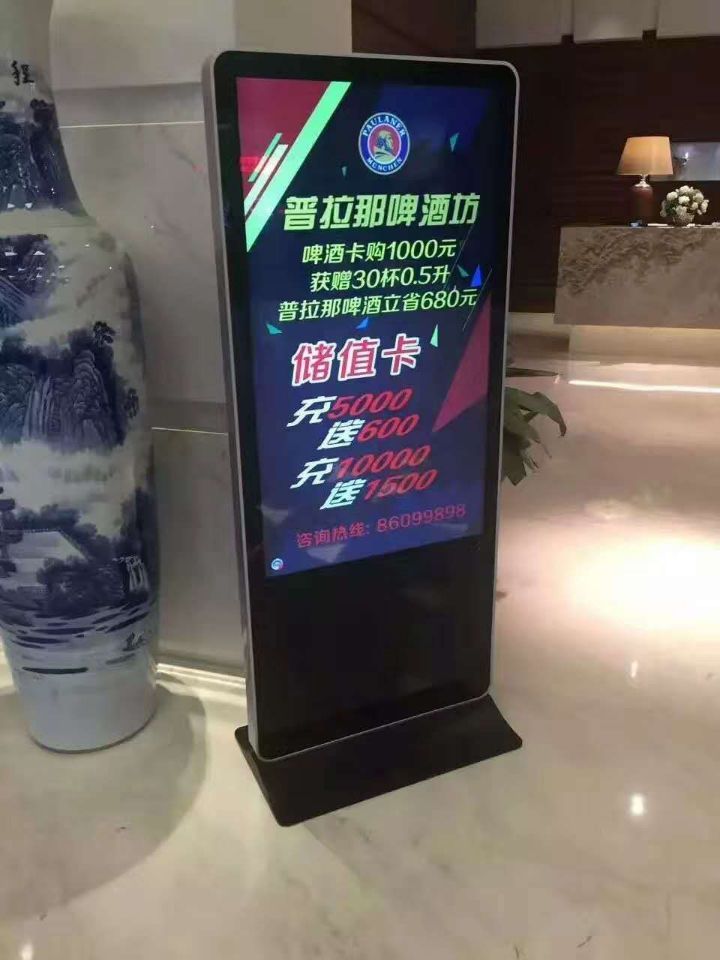 程
PAULANER
MÜNCHEN
普拉那啤酒坊
啤酒卡购1000元
获赠30杯0.5升
普拉那啤酒立省680元
储值卡
充5000
送600
充10000
送1500
咨询热线: 86099898